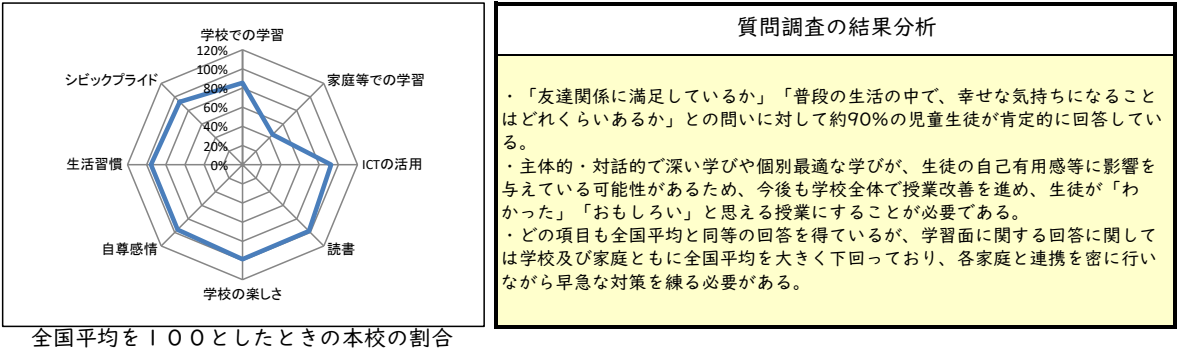 学校での学習
120%
100%
80%
60%
40%
20%
0%
家庭等での学習
ICTの活用
読書
学校の楽しさ
自尊感情
生活習慣
シビックプライド
全国平均を１００としたときの本校の割合
質問調査の結果分析
・「友達関係に満足しているか」「普段の生活の中で、幸せな気持ちになること
はどれくらいあるか」との問いに対して約90%の児童生徒が肯定的に回答してい
る。
・主体的・対話的で深い学びや個別最適な学びが、生徒の自己有用感等に影響を
与えている可能性があるため、今後も学校全体で授業改善を進め、生徒が「わ
かった」「おもしろい」と思える授業にすることが必要である。
・どの項目も全国平均と同等の回答を得ているが、学習面に関する回答に関して
は学校及び家庭ともに全国平均を大きく下回っており、各家庭と連携を密に行い
ながら早急な対策を練る必要がある。